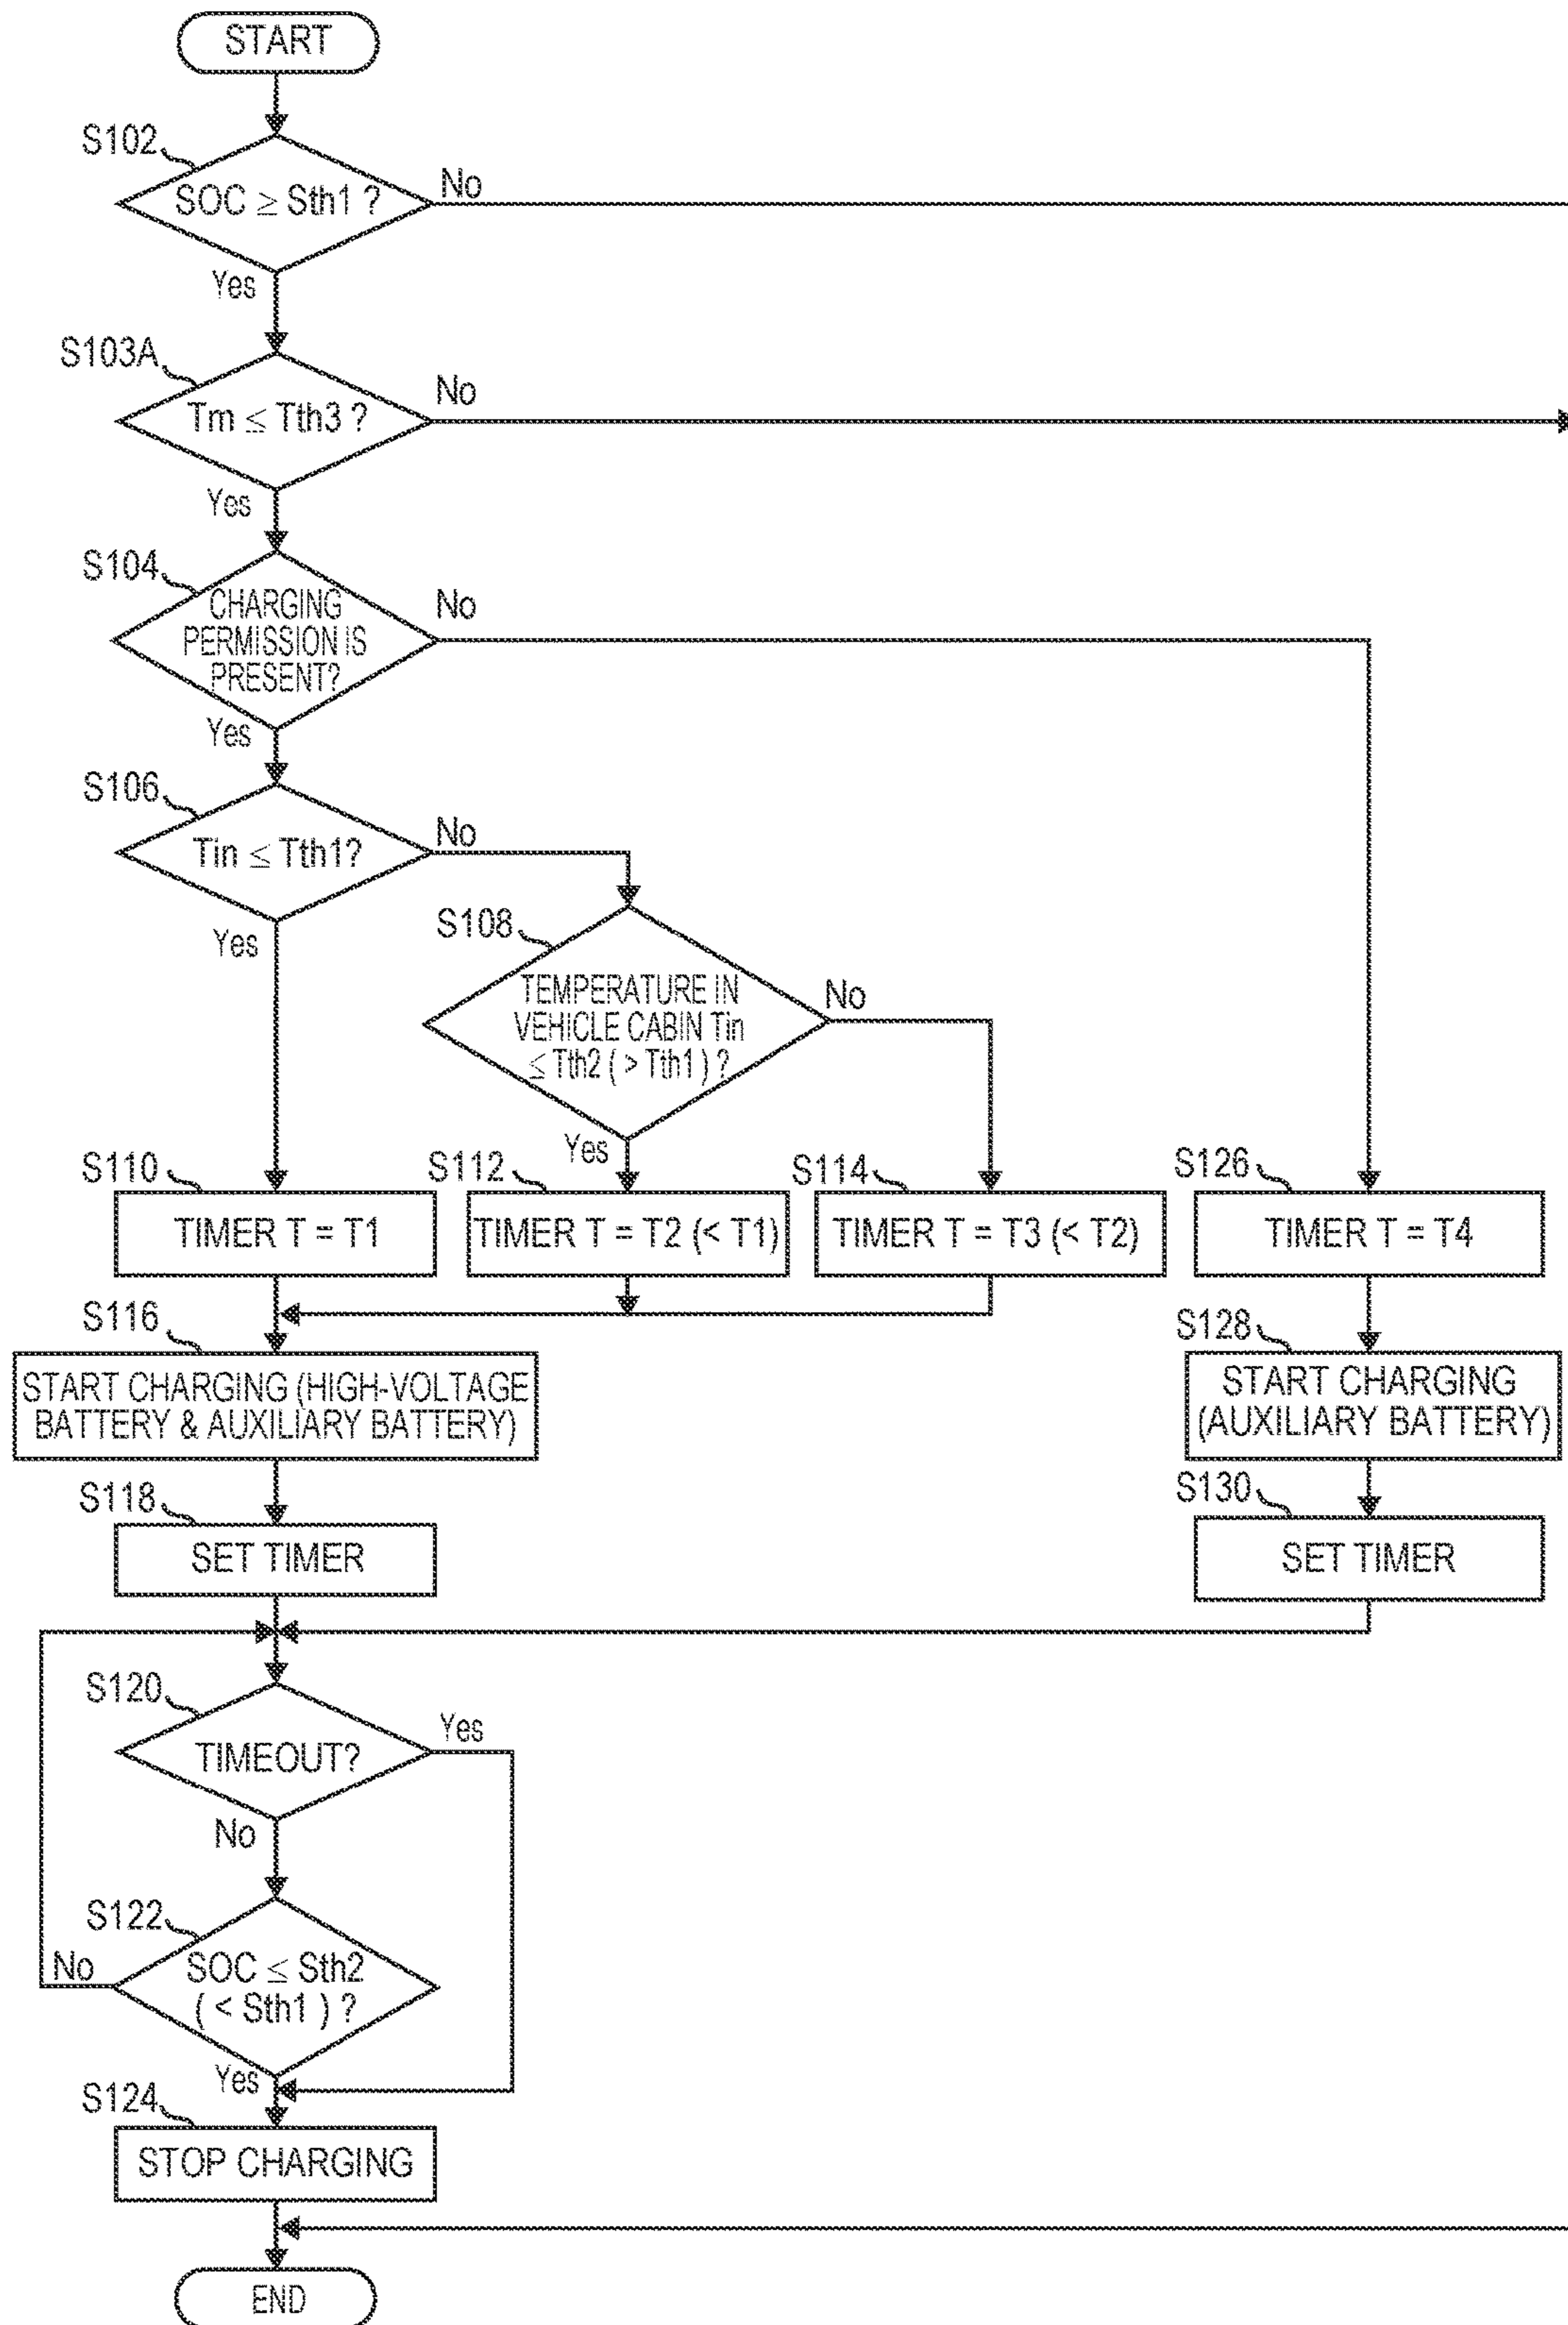 START
S102
SOC ≥ Sth1 ?
No
Yes
S103A
Tm ≤ Tth3 ?
No
Yes
S104
CHARGING
PERMISSION IS
PRESENT?
No
Yes
S106
Tin ≤ Tth1?
No
Yes
S108
TEMPERATURE IN
VEHICLE CABIN Tin
≤ Tth2 ( > Tth1 ) ?
No
Yes
S110
TIMER T = T1
S112
TIMER T = T2 (< T1)
S114
TIMER T = T3 (< T2)
S126
TIMER T = T4
S116
START CHARGING (HIGH-VOLTAGE
BATTERY & AUXILIARY BATTERY)
S128
START CHARGING
(AUXILIARY BATTERY)
S118
SET TIMER
S130
SET TIMER
S120
TIMEOUT?
Yes
No
S122
SOC ≤ Sth2
( < Sth1 ) ?
No
Yes
S124
STOP CHARGING
END